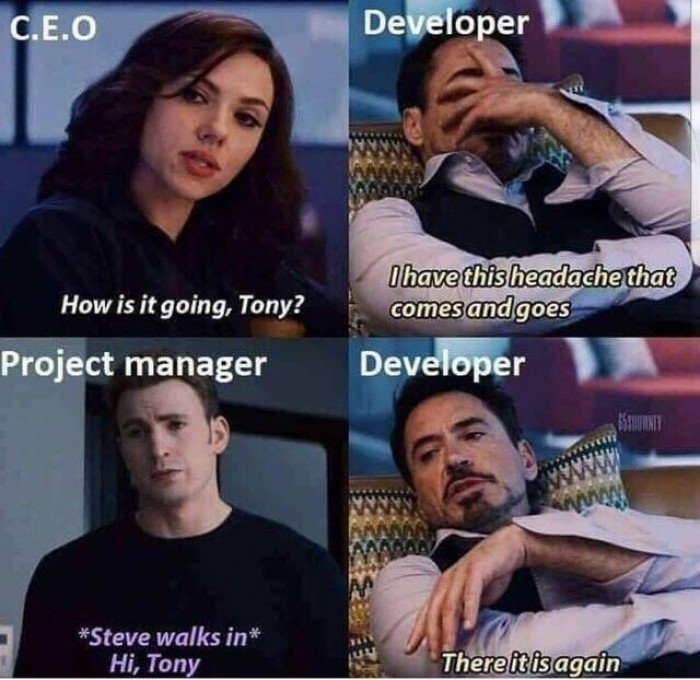 C.E.O
How is it going, Tony?
Developer
I have this headache that
comes and goes
Project manager
*Steve walks in*
Hi, Tony
Developer
There it is again